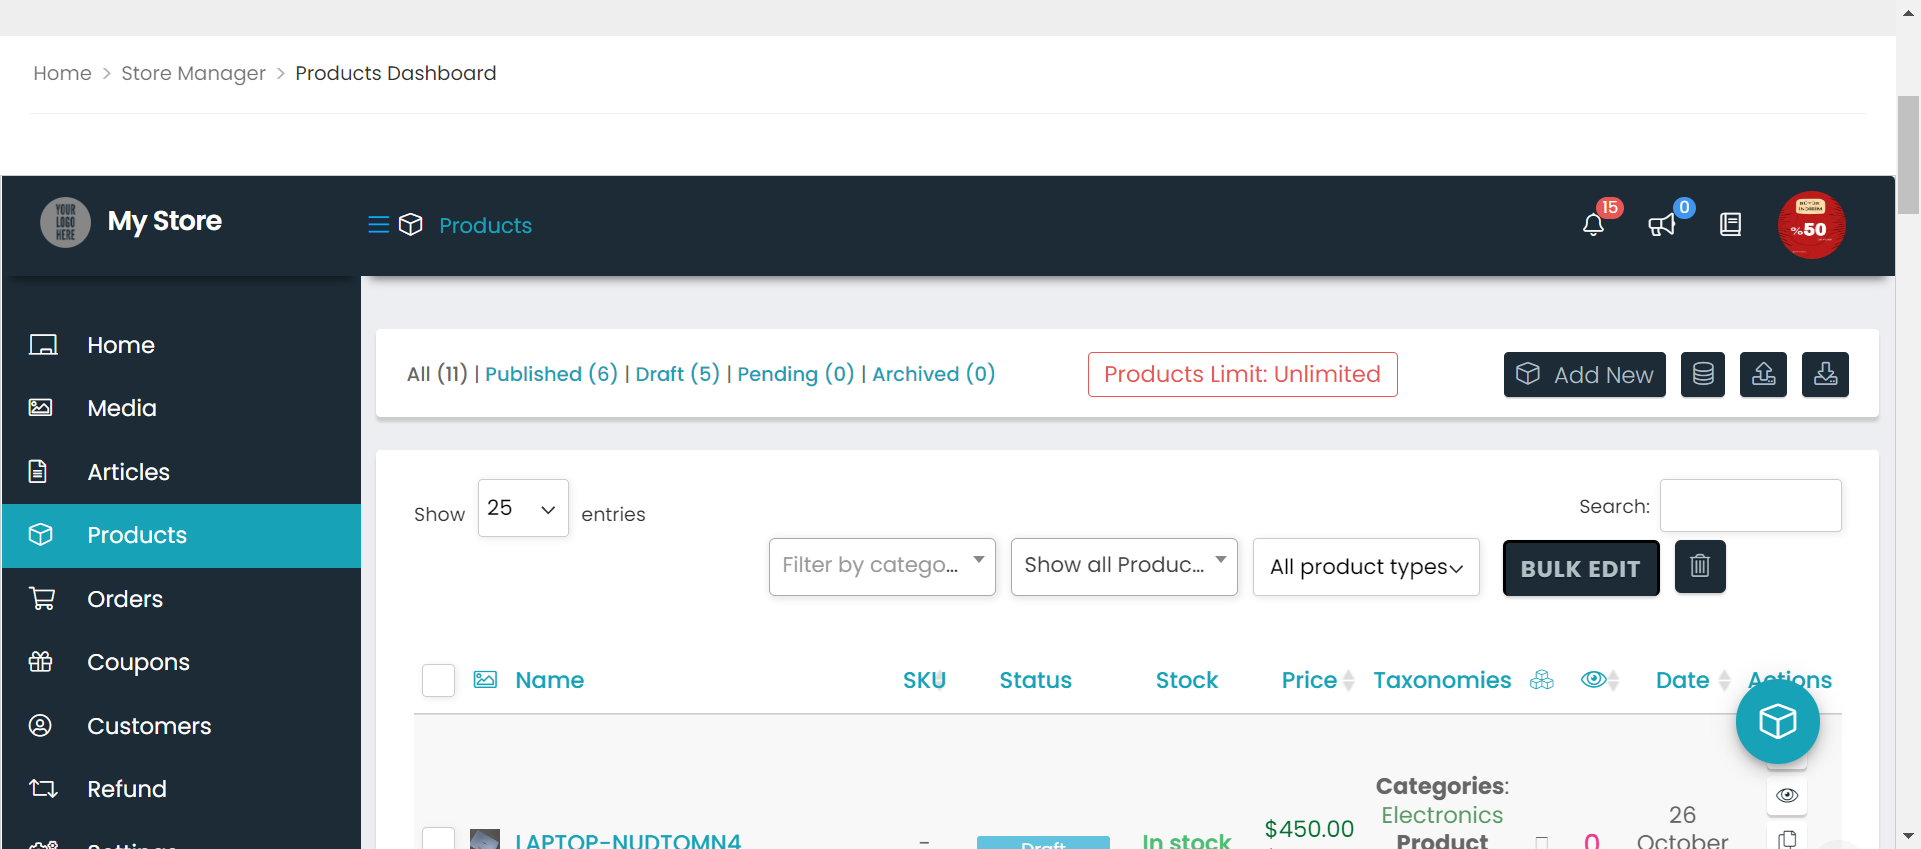 Home > Store Manager > Products Dashboard
YOUR LOGO HERE
My Store
Products
15
0
%50
Home
Media
Articles
Products
Orders
Coupons
Customers
Refund
Settings
All (11) | Published (6) | Draft (5) | Pending (0) | Archived (0)
Products Limit: Unlimited
Add New
Show 25 entries
Search:
Filter by catego...
Show all Produc...
All product types
BULK EDIT
Name SKU Status Stock Price Taxonomies Date Actions
LAPTOP-NUDTOMN4
-
Draft
In stock
$450.00
Categories:
Electronics
Product
0
26
October